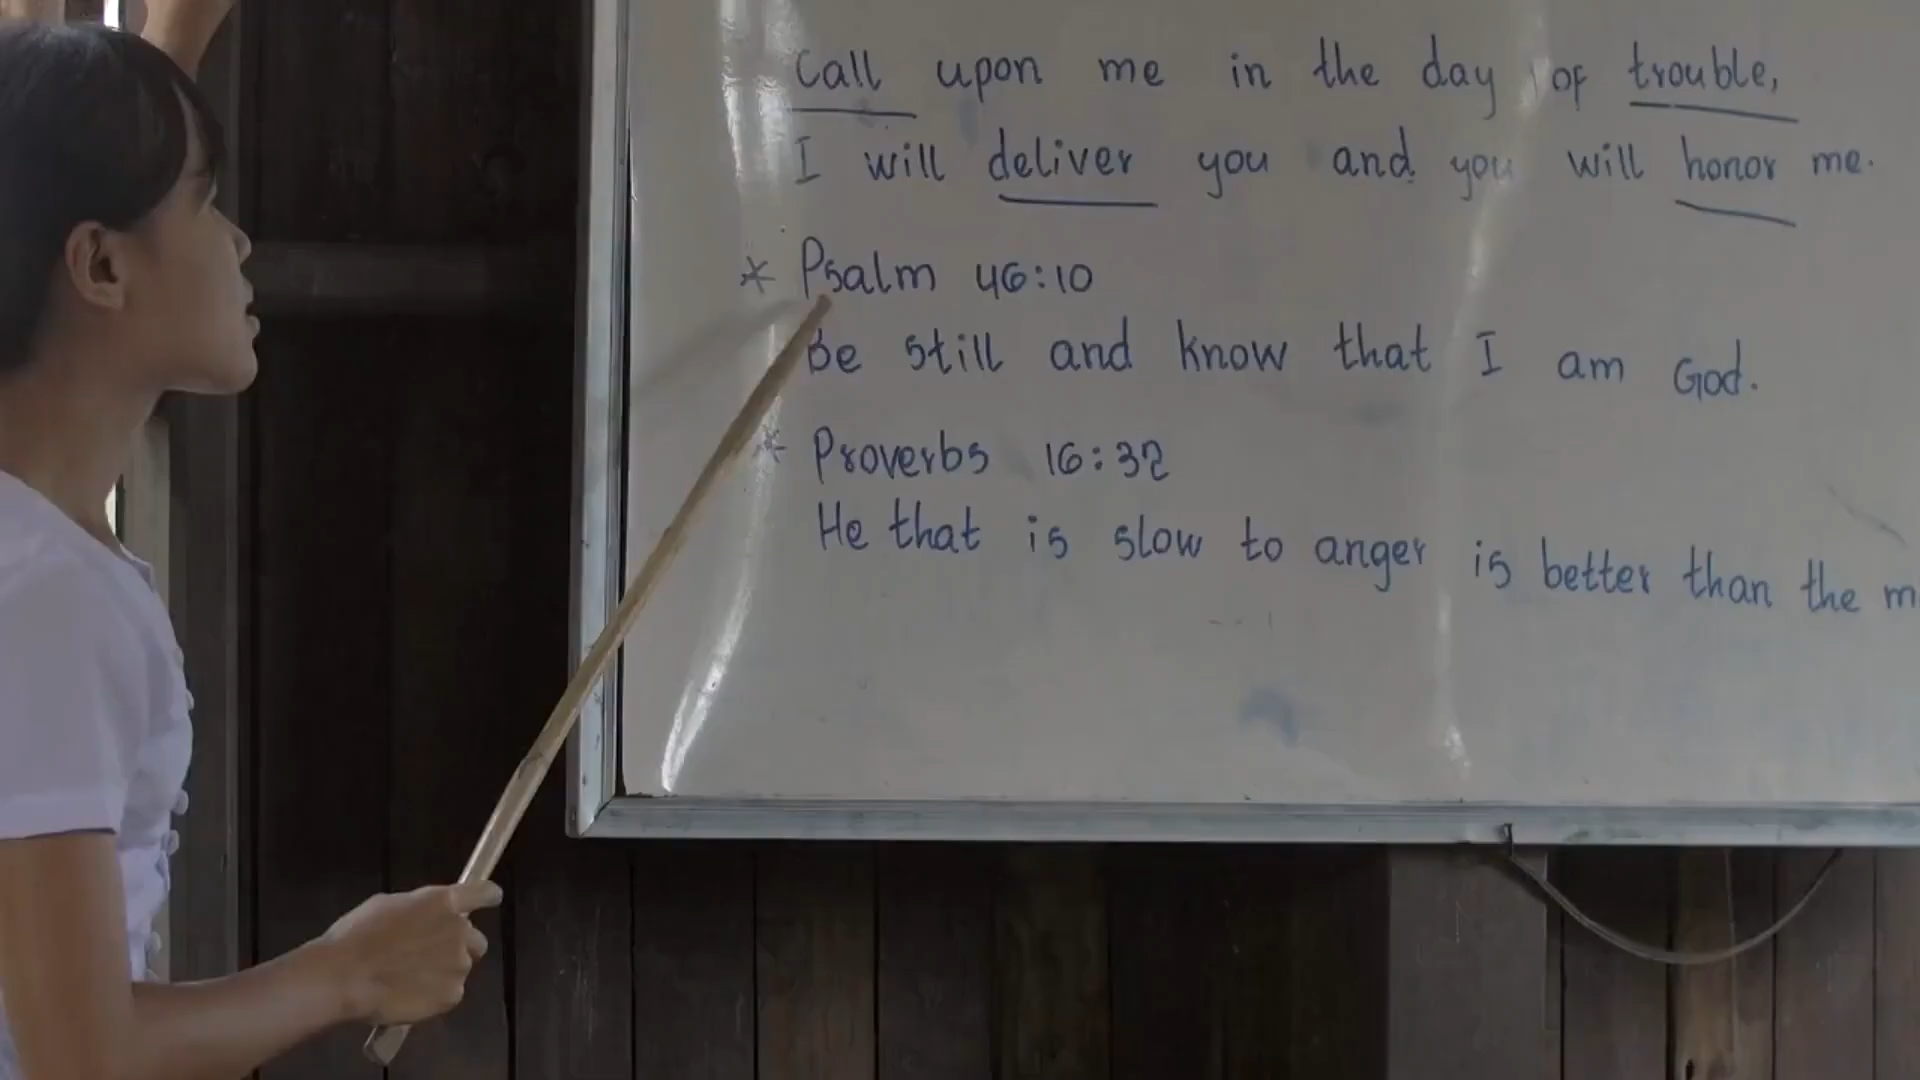 Call upon me in the day of trouble,
I will deliver you and you will honor me.
* Psalm 46:10
Be still and know that I am God.
* Proverbs 16:32
He that is slow to anger is better than the